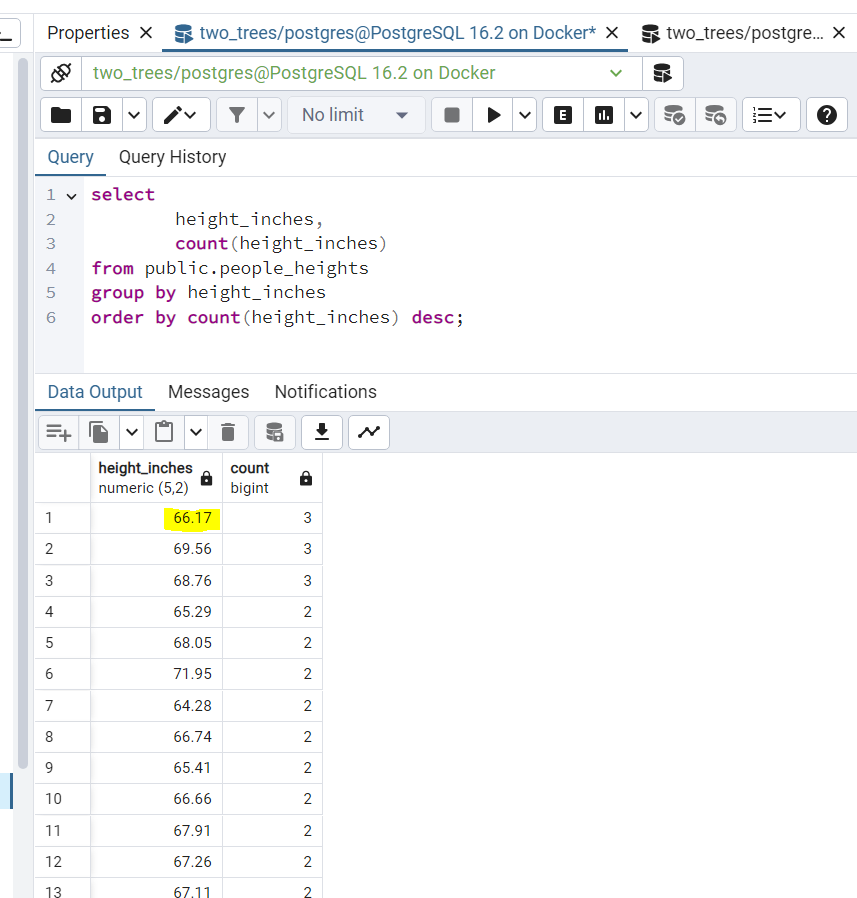 Properties two_trees/postgres@PostgreSQL 16.2 on Docker* two_trees/postgre...
two_trees/postgres@PostgreSQL 16.2 on Docker
No limit E
Query Query History
1 select
2 height_inches,
3 count(height_inches)
4 from public.people_heights
5 group by height_inches
6 order by count(height_inches) desc;
Data Output Messages Notifications
height_inches count
numeric (5,2) bigint
1 66.17 3
2 69.56 3
3 68.76 3
4 65.29 2
5 68.05 2
6 71.95 2
7 64.28 2
8 66.74 2
9 65.41 2
10 66.66 2
11 67.91 2
12 67.26 2
13 67.11 2